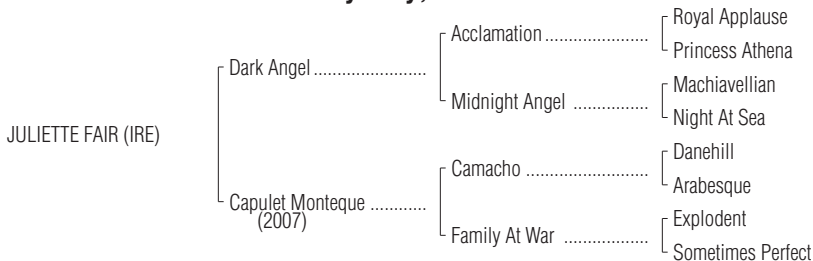 Royal Applause
Acclamation ......................
Princess Athena
Dark Angel ........................
Machiavellian
Midnight Angel ................
Night At Sea
JULIETTE FAIR (IRE)
Danehill
Camacho ..........................
Arabesque
Capulet Monteque ............
(2007)
Explodent
Family At War ..................
Sometimes Perfect